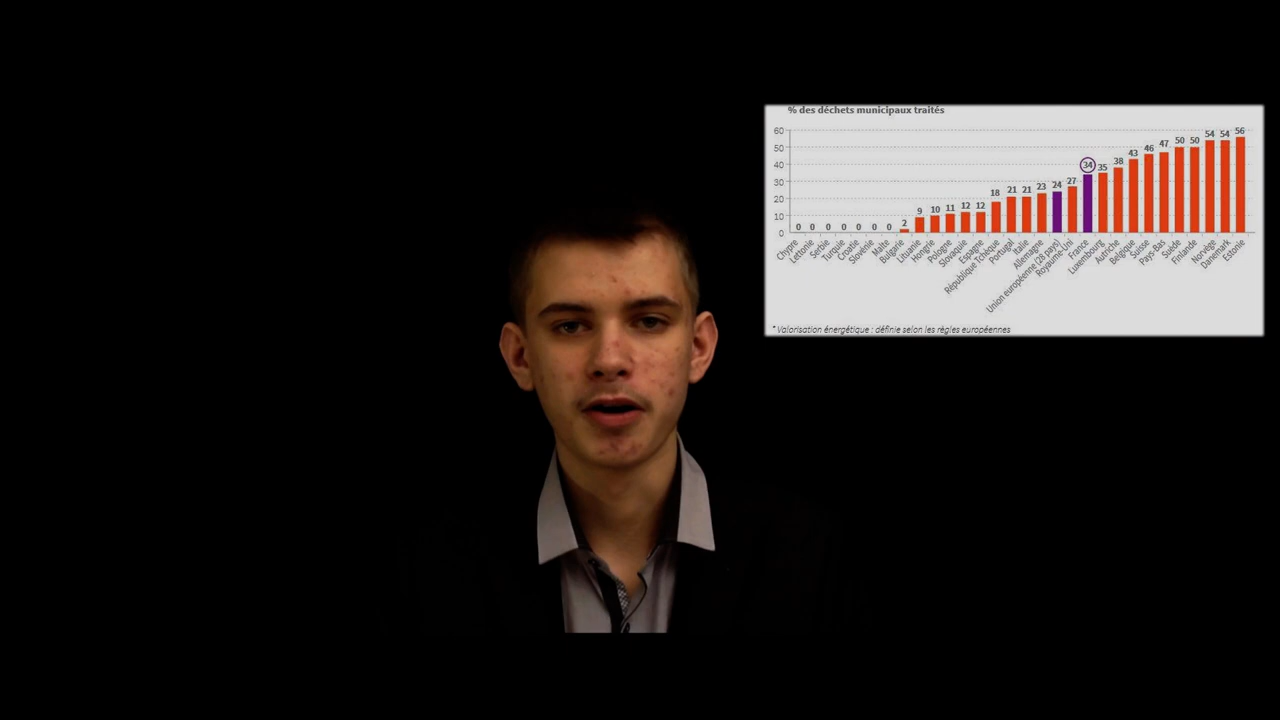 % des déchets municipaux traités
60
50
40
30
20
10
0
0 0 0 0 0 0 0 2 9 10 11 12 12 18 21 21 23 24 27 34 35 38 43 46 47 50 50 54 54 56
Chypre
Lettonie
Serbie
Turquie
Croatie
Slovénie
Malte
Bulgarie
Lituanie
Hongrie
Pologne
Slovaquie
Espagne
République Tchèque
Portugal
Italie
Allemagne
Union européenne (28 pays)
Royaume-Uni
France
Luxembourg
Autriche
Belgique
Suisse
Pays-Bas
Suède
Finlande
Norvège
Danemark
Estonie
* Valorisation énergétique : définie selon les règles européennes